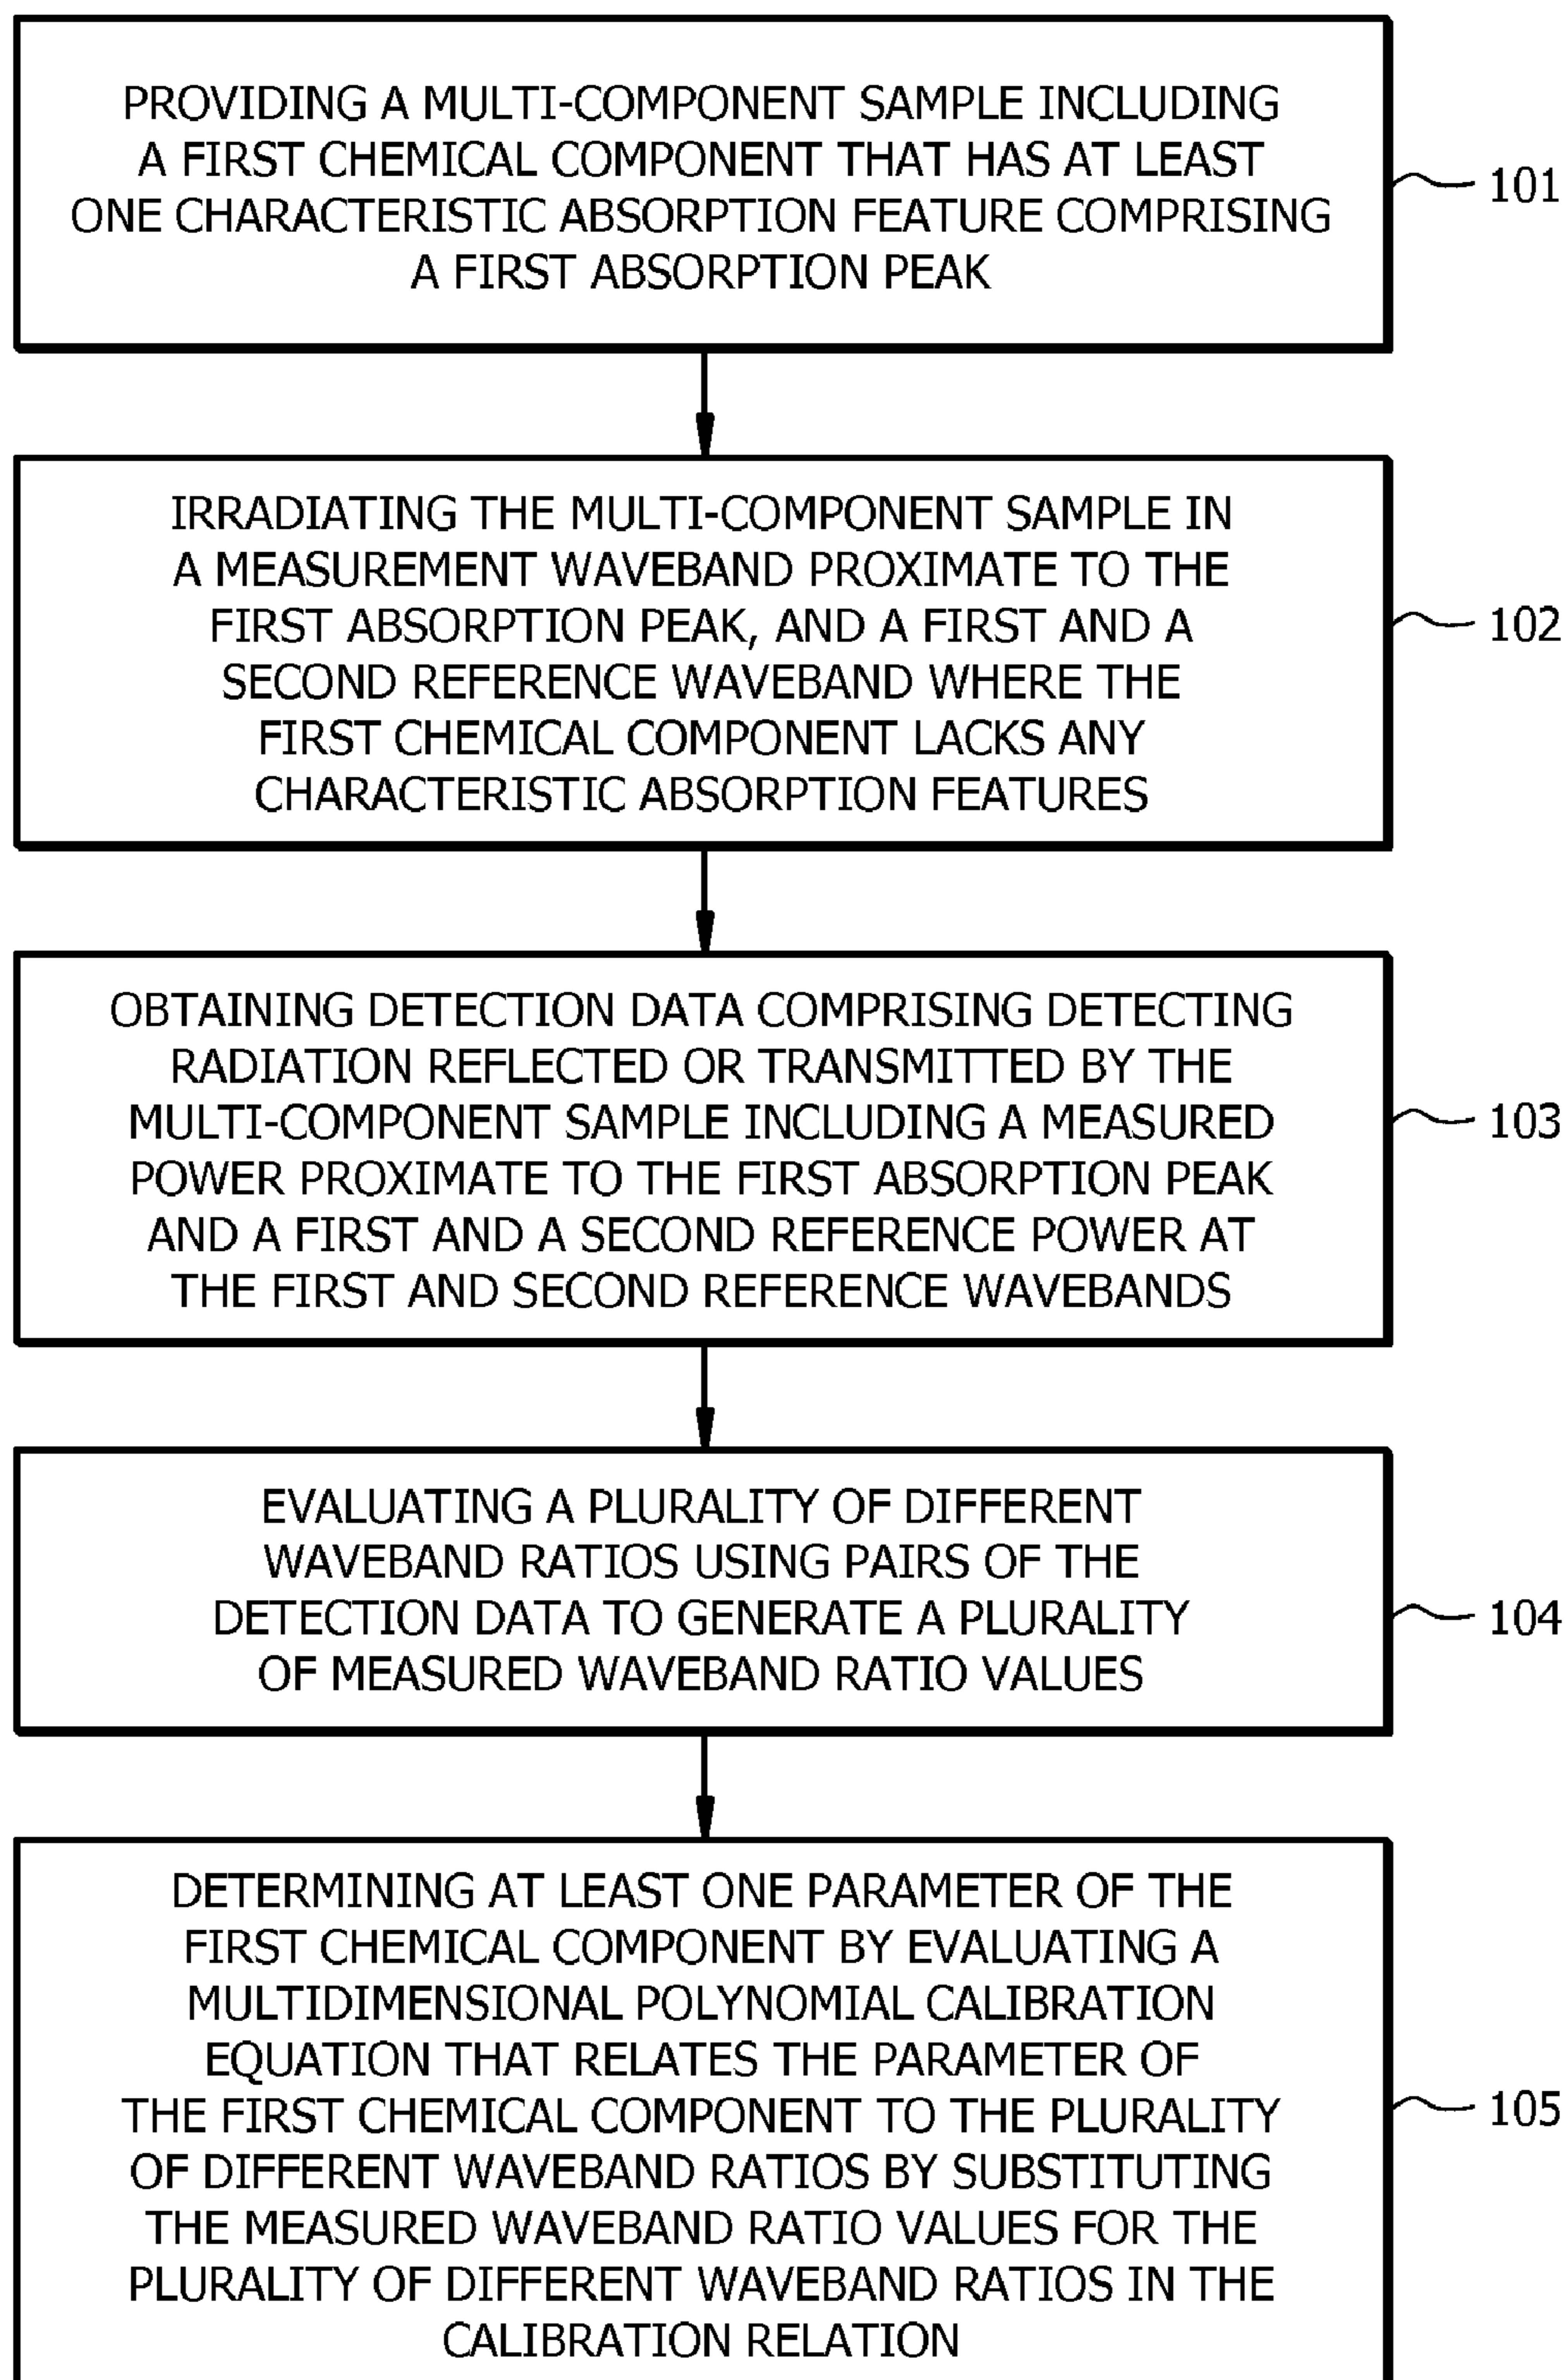 PROVIDING A MULTI-COMPONENT SAMPLE INCLUDING
A FIRST CHEMICAL COMPONENT THAT HAS AT LEAST
ONE CHARACTERISTIC ABSORPTION FEATURE COMPRISING
A FIRST ABSORPTION PEAK
101
IRRADIATING THE MULTI-COMPONENT SAMPLE IN
A MEASUREMENT WAVEBAND PROXIMATE TO THE
FIRST ABSORPTION PEAK, AND A FIRST AND A
SECOND REFERENCE WAVEBAND WHERE THE
FIRST CHEMICAL COMPONENT LACKS ANY
CHARACTERISTIC ABSORPTION FEATURES
102
OBTAINING DETECTION DATA COMPRISING DETECTING
RADIATION REFLECTED OR TRANSMITTED BY THE
MULTI-COMPONENT SAMPLE INCLUDING A MEASURED
POWER PROXIMATE TO THE FIRST ABSORPTION PEAK
AND A FIRST AND A SECOND REFERENCE POWER AT
THE FIRST AND SECOND REFERENCE WAVEBANDS
103
EVALUATING A PLURALITY OF DIFFERENT
WAVEBAND RATIOS USING PAIRS OF THE
DETECTION DATA TO GENERATE A PLURALITY
OF MEASURED WAVEBAND RATIO VALUES
104
DETERMINING AT LEAST ONE PARAMETER OF THE
FIRST CHEMICAL COMPONENT BY EVALUATING A
MULTIDIMENSIONAL POLYNOMIAL CALIBRATION
EQUATION THAT RELATES THE PARAMETER OF
THE FIRST CHEMICAL COMPONENT TO THE PLURALITY
OF DIFFERENT WAVEBAND RATIOS BY SUBSTITUTING
THE MEASURED WAVEBAND RATIO VALUES FOR THE
PLURALITY OF DIFFERENT WAVEBAND RATIOS IN THE
CALIBRATION RELATION
105